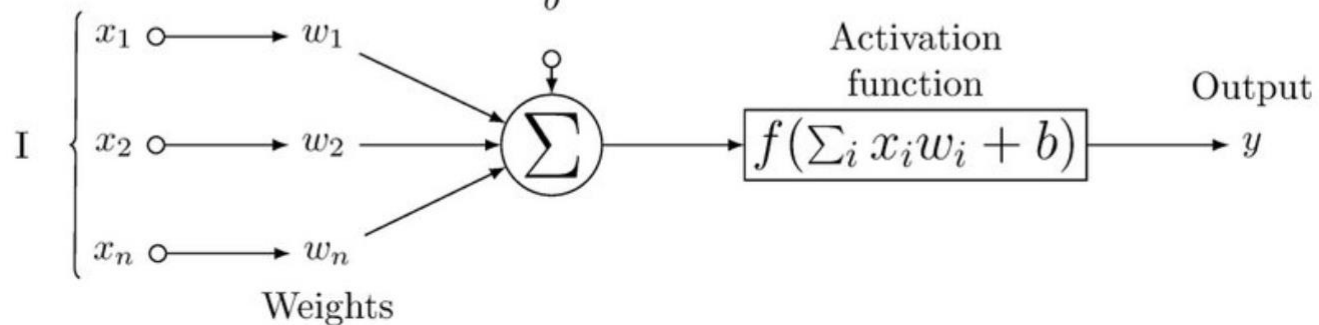 x₁ w₁
Activation
function
Output
I x₂ w₂ ∑ f(∑ᵢ xᵢwᵢ + b) y
xₙ wₙ
Weights